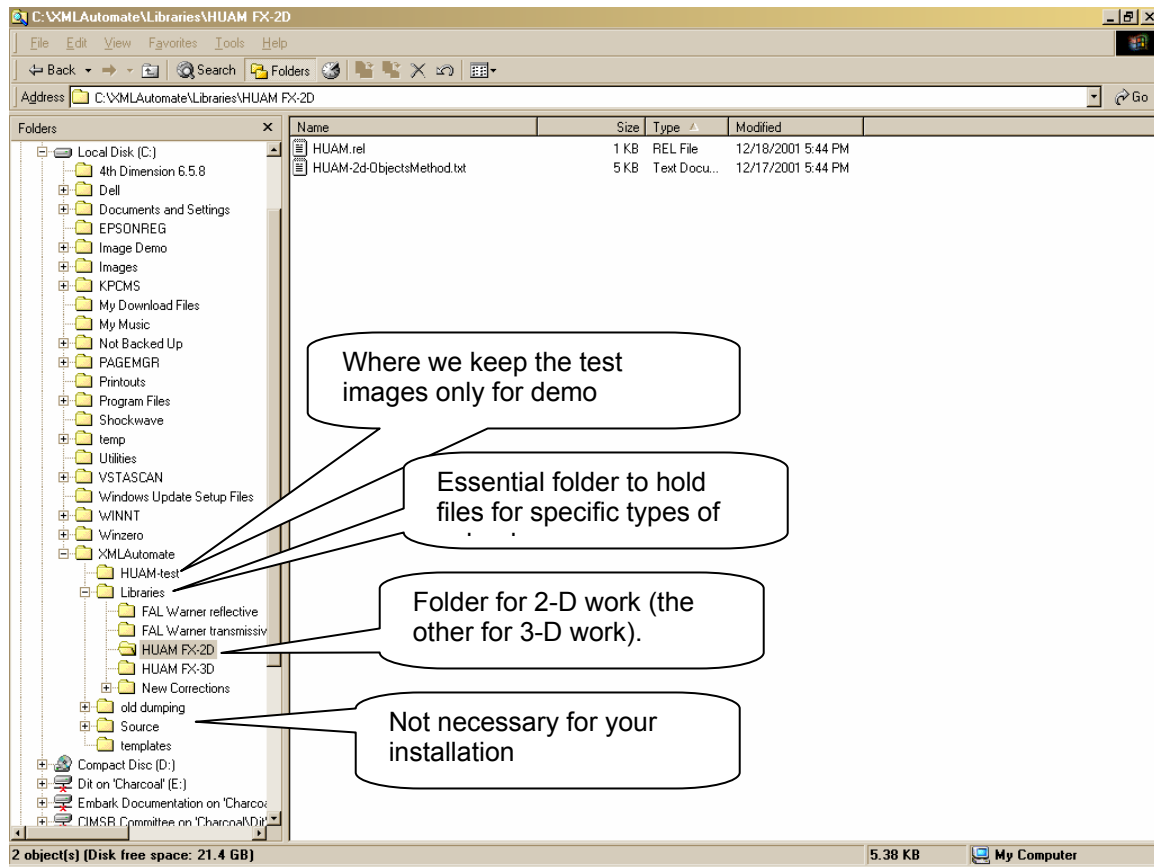 C:\XMLAutomate\Libraries\HUAM FX-2D
File Edit View Favorites Tools Help
Back Search Folders
Address C:\XMLAutomate\Libraries\HUAM FX-2D Go
Folders x
Name Size Type Modified
HUAM.rel 1 KB REL File 12/18/2001 5:44 PM
HUAM-2d-ObjectsMethod.txt 5 KB Text Docu... 12/17/2001 5:44 PM
Local Disk (C:)
4th Dimension 6.5.8
Dell
Documents and Settings
EPSONREG
Image Demo
Images
KPCMS
My Download Files
My Music
Not Backed Up
PAGEMGR
Printouts
Program Files
Shockwave
temp
Utilities
VSTASCAN
Windows Update Setup Files
WINNT
Winzero
XMLAutomate
HUAM-test
Libraries
FAL Warner reflective
FAL Warner transmissiv
HUAM FX-2D
HUAM FX-3D
New Corrections
old dumping
Source
templates
Compact Disc (D:)
Dit on 'Charcoal' (E:)
Embark Documentation on 'Charcoa
CIMSR Committee on 'Charcoal\Dit'
Where we keep the test
images only for demo
Essential folder to hold
files for specific types of
Folder for 2-D work (the
other for 3-D work).
Not necessary for your
installation
2 object(s) (Disk free space: 21.4 GB) 5.38 KB My Computer